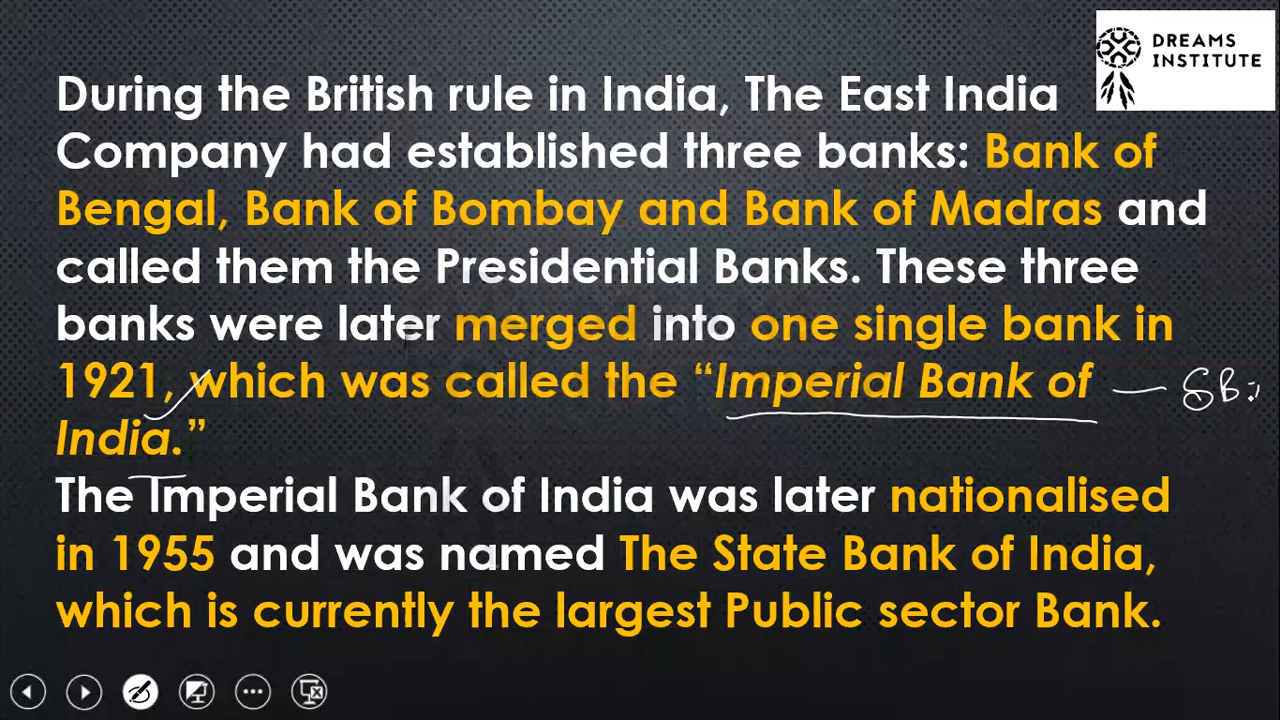 DREAMS
INSTITUTE
During the British rule in India, The East India
Company had established three banks: Bank of
Bengal, Bank of Bombay and Bank of Madras and
called them the Presidential Banks. These three
banks were later merged into one single bank in
1921, which was called the “Imperial Bank of
India.”
The Imperial Bank of India was later nationalised
in 1955 and was named The State Bank of India,
which is currently the largest Public sector Bank.